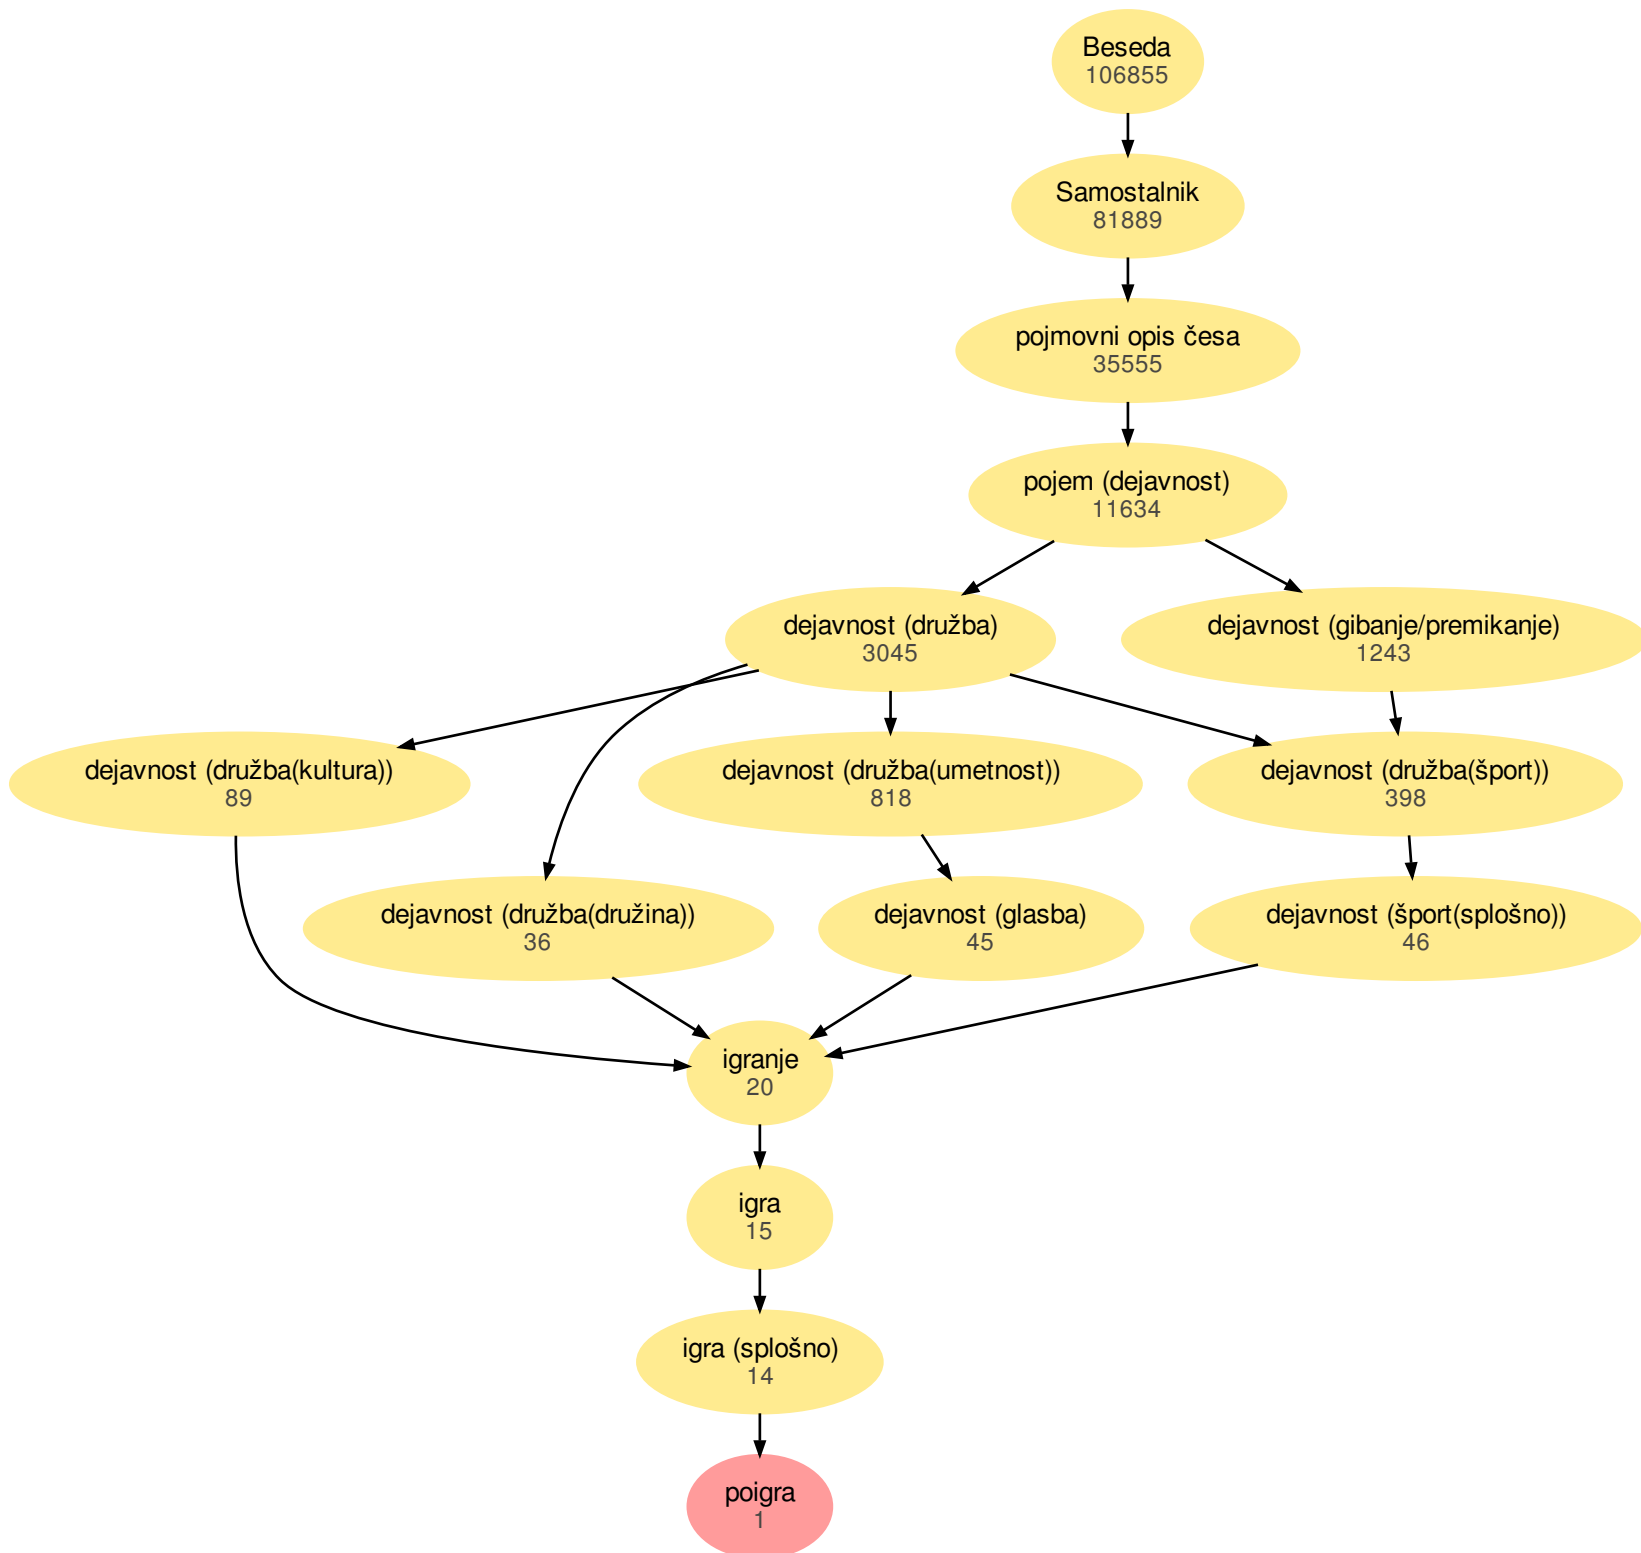 Beseda
106855
Samostalnik
81889
pojmovni opis česa
35555
pojem (dejavnost)
11634
dejavnost (družba)
3045
dejavnost (gibanje/premikanje)
1243
dejavnost (družba(kultura))
89
dejavnost (družba(umetnost))
818
dejavnost (družba(šport))
398
dejavnost (družba(družina))
36
dejavnost (glasba)
45
dejavnost (šport(splošno))
46
igranje
20
igra
15
igra (splošno)
14
poigra
1